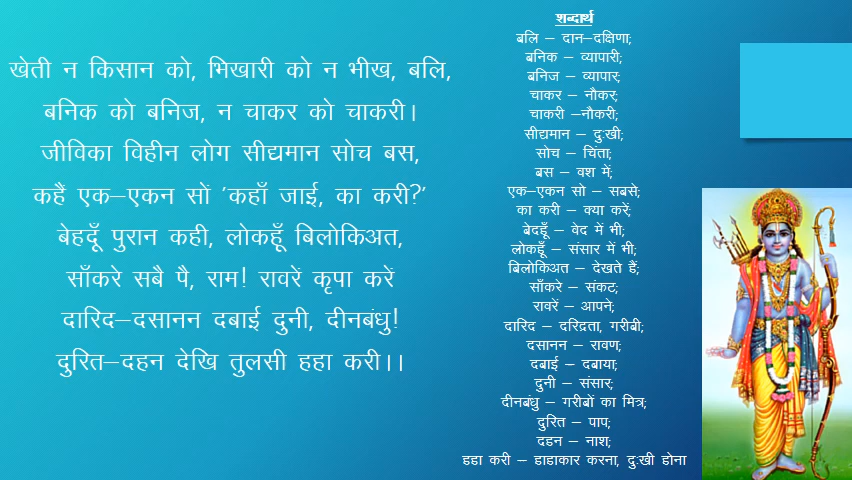 खेती न किसान को, भिखारी को न भीख, बलि,
बनिक को बनिज, न चाकर को चाकरी।
जीविका विहीन लोग सीद्यमान सोच बस,
कहैं एक–एकन सों ’कहाँ जाई, का करी?’
बेहदूँ पुरान कही, लोकहूँ बिलोकिअत,
साँकरे सबै पै, राम! रावरें कृपा करें
दारिद–दसानन दबाई दुनी, दीनबंधु!
दुरित–दहन देखि तुलसी हहा करी।।
शब्दार्थ
बलि – दान–दक्षिणा;
बनिक – व्यापारी;
बनिज – व्यापार;
चाकर – नौकर;
चाकरी –नौकरी;
सीद्यमान – दुःखी;
सोच – चिंता;
बस – वश में;
एक–एकन सो – सबसे;
का करी – क्या करें;
बेदहूँ – वेद में भी;
लोकहूँ – संसार में भी;
बिलोकिअत – देखते हैं;
साँकरे – संकट;
रावरें – आपने;
दारिद – दरिद्रता, गरीबी;
दसानन – रावण;
दबाई – दबाया;
दुनी – संसार;
दीनबंधु – गरीबों का मित्र;
दुरित – पाप;
दहन – नाश;
हहा करी – हाहाकार करना, दुःखी होना